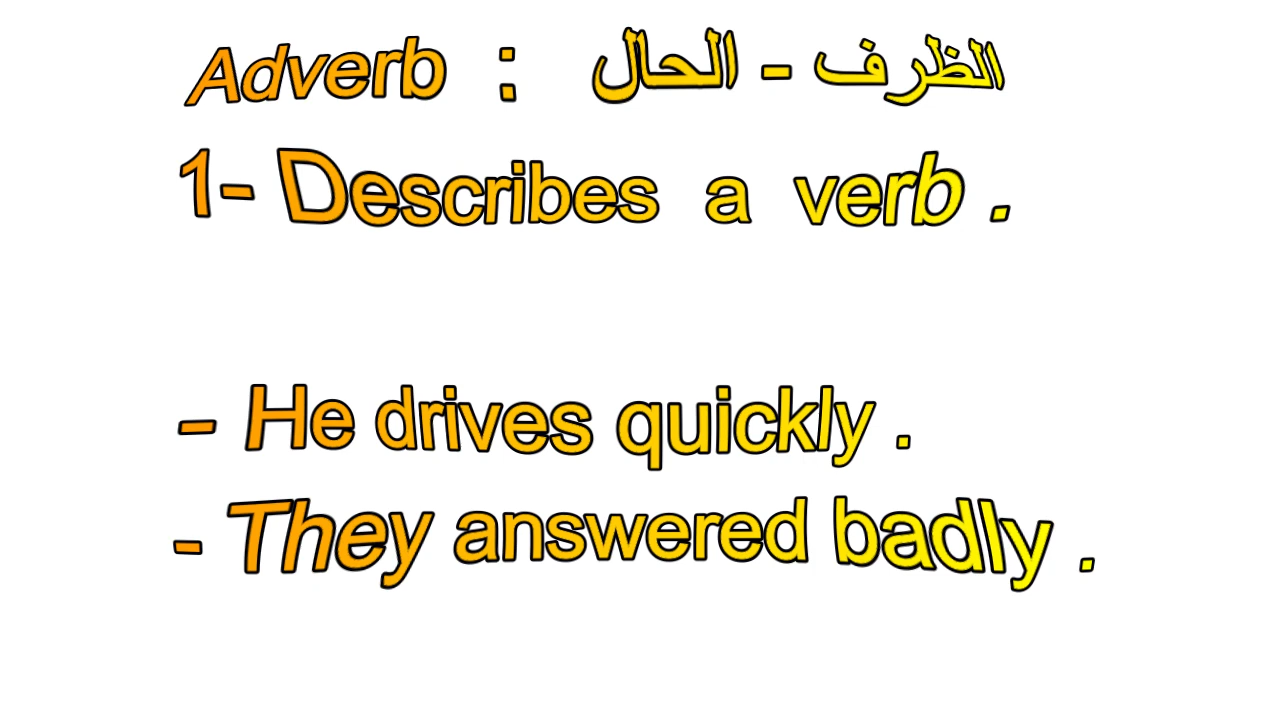 Adverb : الظرف - الحال
1- Describes a verb .
- He drives quickly .
- They answered badly .